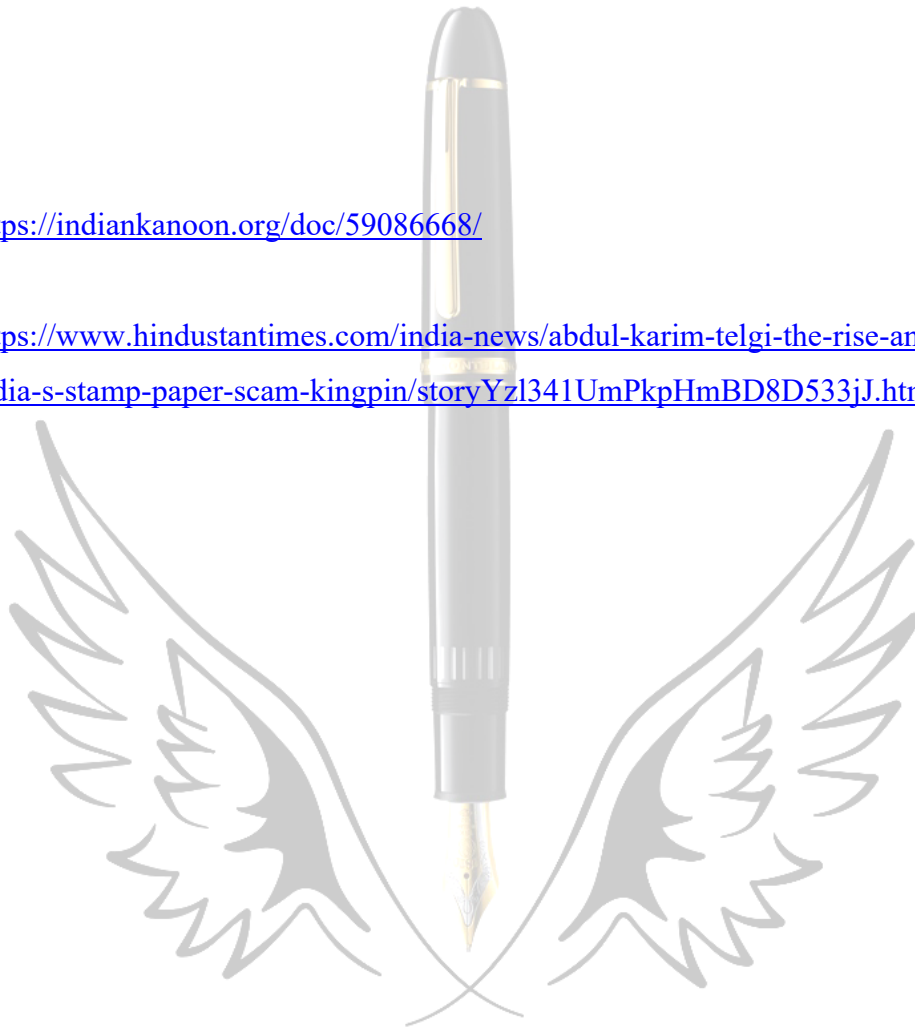 ps://indiankanoon.org/doc/59086668/
ps://www.hindustantimes.com/india-news/abdul-karim-telgi-the-rise-an
dia-s-stamp-paper-scam-kingpin/storyYzl341UmPkpHmBD8D533jJ.htm